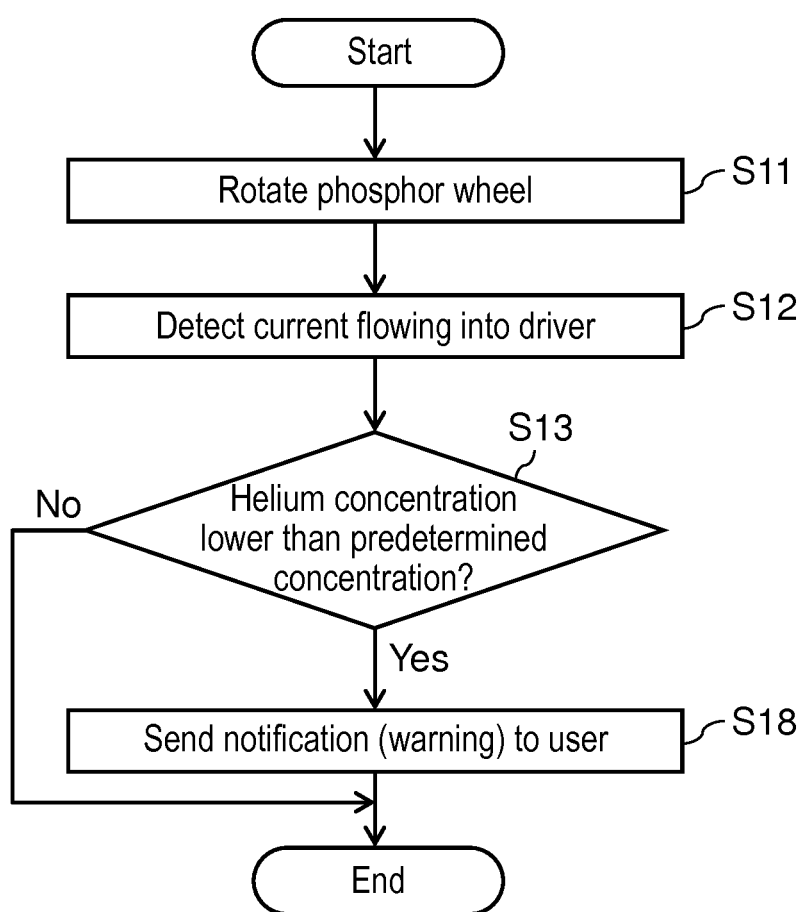 Start
Rotate phosphor wheel
S11
Detect current flowing into driver
S12
S13
Helium concentration
lower than predetermined
concentration?
No
Yes
Send notification (warning) to user
S18
End